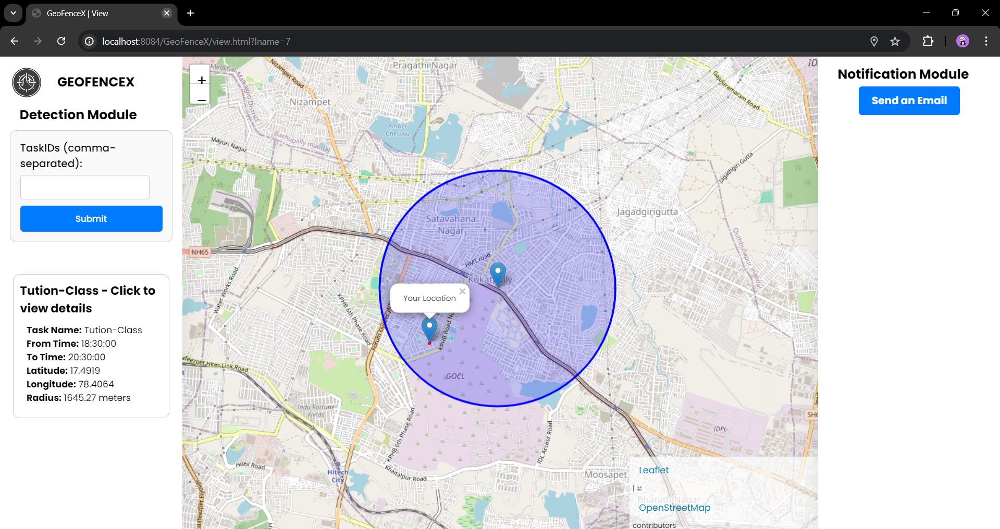 GeoFenceX | View
localhost:8084/GeoFenceX/view.html?lname=7
GEOFENCEX
Detection Module
TaskIDs (comma-
separated):
Submit
Tution-Class - Click to
view details
Task Name: Tution-Class
From Time: 18:30:00
To Time: 20:30:00
Latitude: 17.4919
Longitude: 78.4064
Radius: 1645.27 meters
+
−
Pragathi Nagar
Medchal-Malkajgiri District
Nizampet Road
Nizampet
Gajularamaram Road
Amber
Cheruvu
Bachupally mandal
Mayuri Nagar
Jagathgiri Gutta
Jagadgirigutta
Satavahana
Nagar
NH65
HMT road
Kukatpally
Quthbullapur mandal
Water Works Road
Your Location
×
KPHB 6th Phase Road
KPHB Road No
GOCL
Hafeezpet Hitec Link Road
Indu Fortune
Fields
KPHB 6th Phase Road
IDL Access Road
IDPL
Hitex Road
Hitech
City
Khaitalpur Road
Moosapet
Leaflet
| ©
Bharath Nagar
OpenStreetMap
contributors
Balanagar
Notification Module
Send an Email